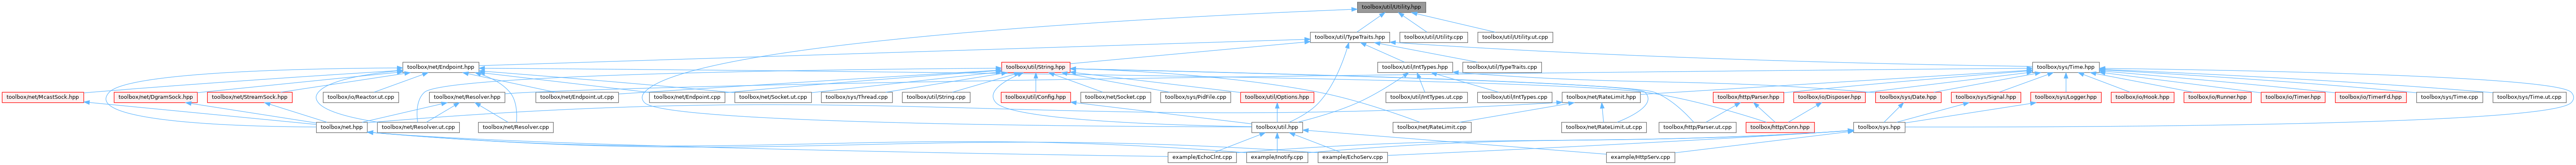 toolbox/util/Utility.hpp
toolbox/util/TypeTraits.hpp
toolbox/util/Utility.cpp
toolbox/util/Utility.ut.cpp
toolbox/net/Endpoint.hpp
toolbox/util/String.hpp
toolbox/util/IntTypes.hpp
toolbox/util/TypeTraits.cpp
toolbox/sys/Time.hpp
toolbox/net/McastSock.hpp
toolbox/net/DgramSock.hpp
toolbox/net/StreamSock.hpp
toolbox/io/Reactor.ut.cpp
toolbox/net/Resolver.hpp
toolbox/net/Endpoint.ut.cpp
toolbox/net/Endpoint.cpp
toolbox/net/Socket.ut.cpp
toolbox/sys/Thread.cpp
toolbox/util/String.cpp
toolbox/util/Config.hpp
toolbox/net/Socket.cpp
toolbox/sys/PidFile.cpp
toolbox/util/Options.hpp
toolbox/util/IntTypes.ut.cpp
toolbox/util/IntTypes.cpp
toolbox/net/RateLimit.hpp
toolbox/http/Parser.hpp
toolbox/io/Disposer.hpp
toolbox/sys/Date.hpp
toolbox/sys/Signal.hpp
toolbox/sys/Logger.hpp
toolbox/io/Hook.hpp
toolbox/io/Runner.hpp
toolbox/io/Timer.hpp
toolbox/io/TimerFd.hpp
toolbox/sys/Time.cpp
toolbox/sys/Time.ut.cpp
toolbox/net.hpp
toolbox/net/Resolver.ut.cpp
toolbox/net/Resolver.cpp
toolbox/util.hpp
toolbox/net/RateLimit.cpp
toolbox/net/RateLimit.ut.cpp
toolbox/http/Parser.ut.cpp
toolbox/http/Conn.hpp
toolbox/sys.hpp
example/EchoClnt.cpp
example/Inotify.cpp
example/EchoServ.cpp
example/HttpServ.cpp